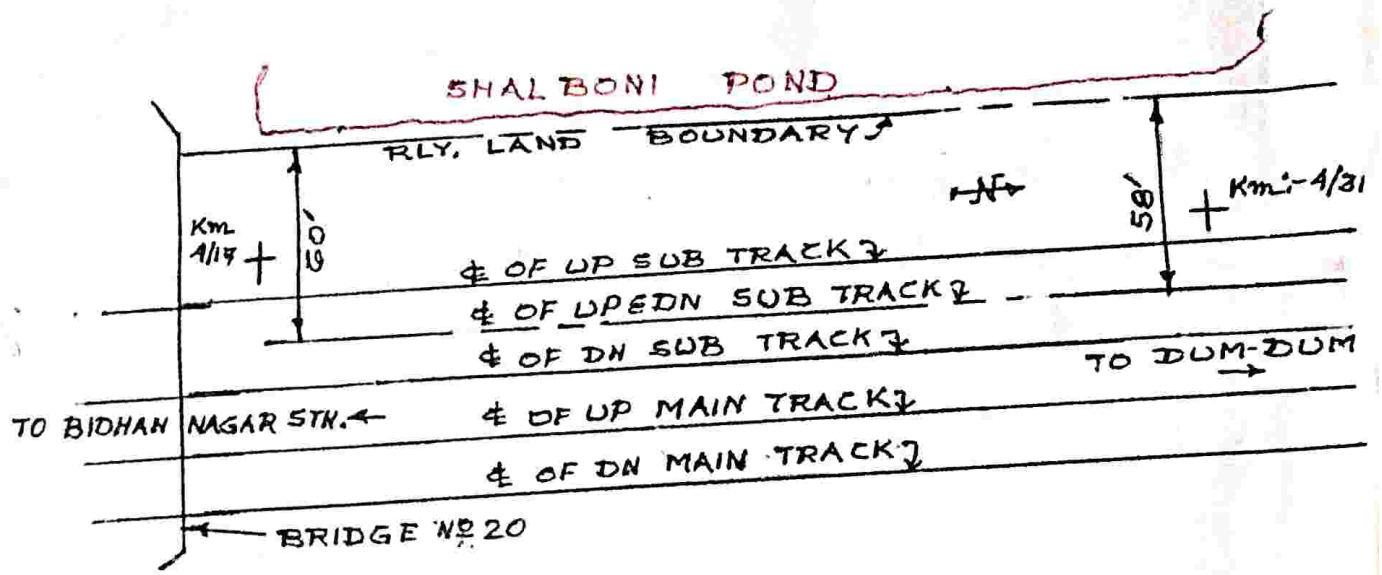 SHALBONI POND
RLY. LAND BOUNDARY
N
Km
4/17
60'
58'
Km:-4/31
℄ OF UP SUB TRACK
℄ OF UP&DN SUB TRACK
℄ OF DN SUB TRACK
TO DUM-DUM
TO BIDHAN NAGAR STN.
℄ OF UP MAIN TRACK
℄ OF DN MAIN TRACK
BRIDGE Nº 20